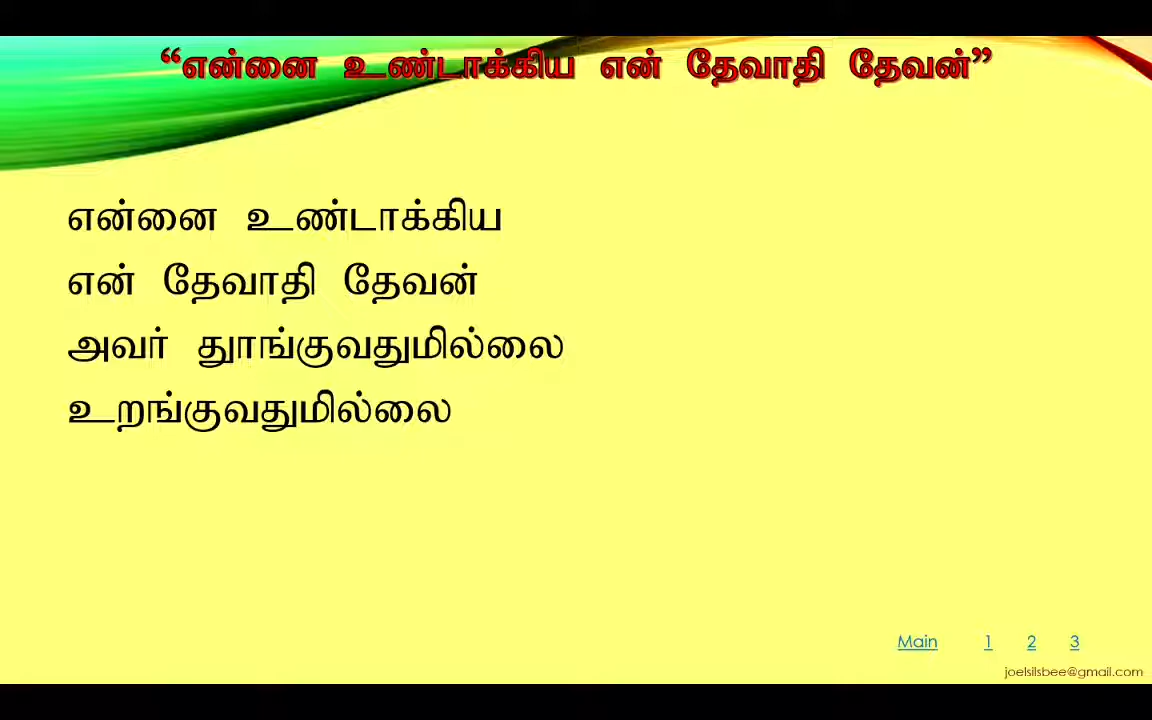 “என்னை உண்டாக்கிய என் தேவாதி தேவன்”
என்னை உண்டாக்கிய
என் தேவாதி தேவன்
அவர் தூங்குவதுமில்லை
உறங்குவதுமில்லை
Main 1 2 3
joelsilsbee@gmail.com